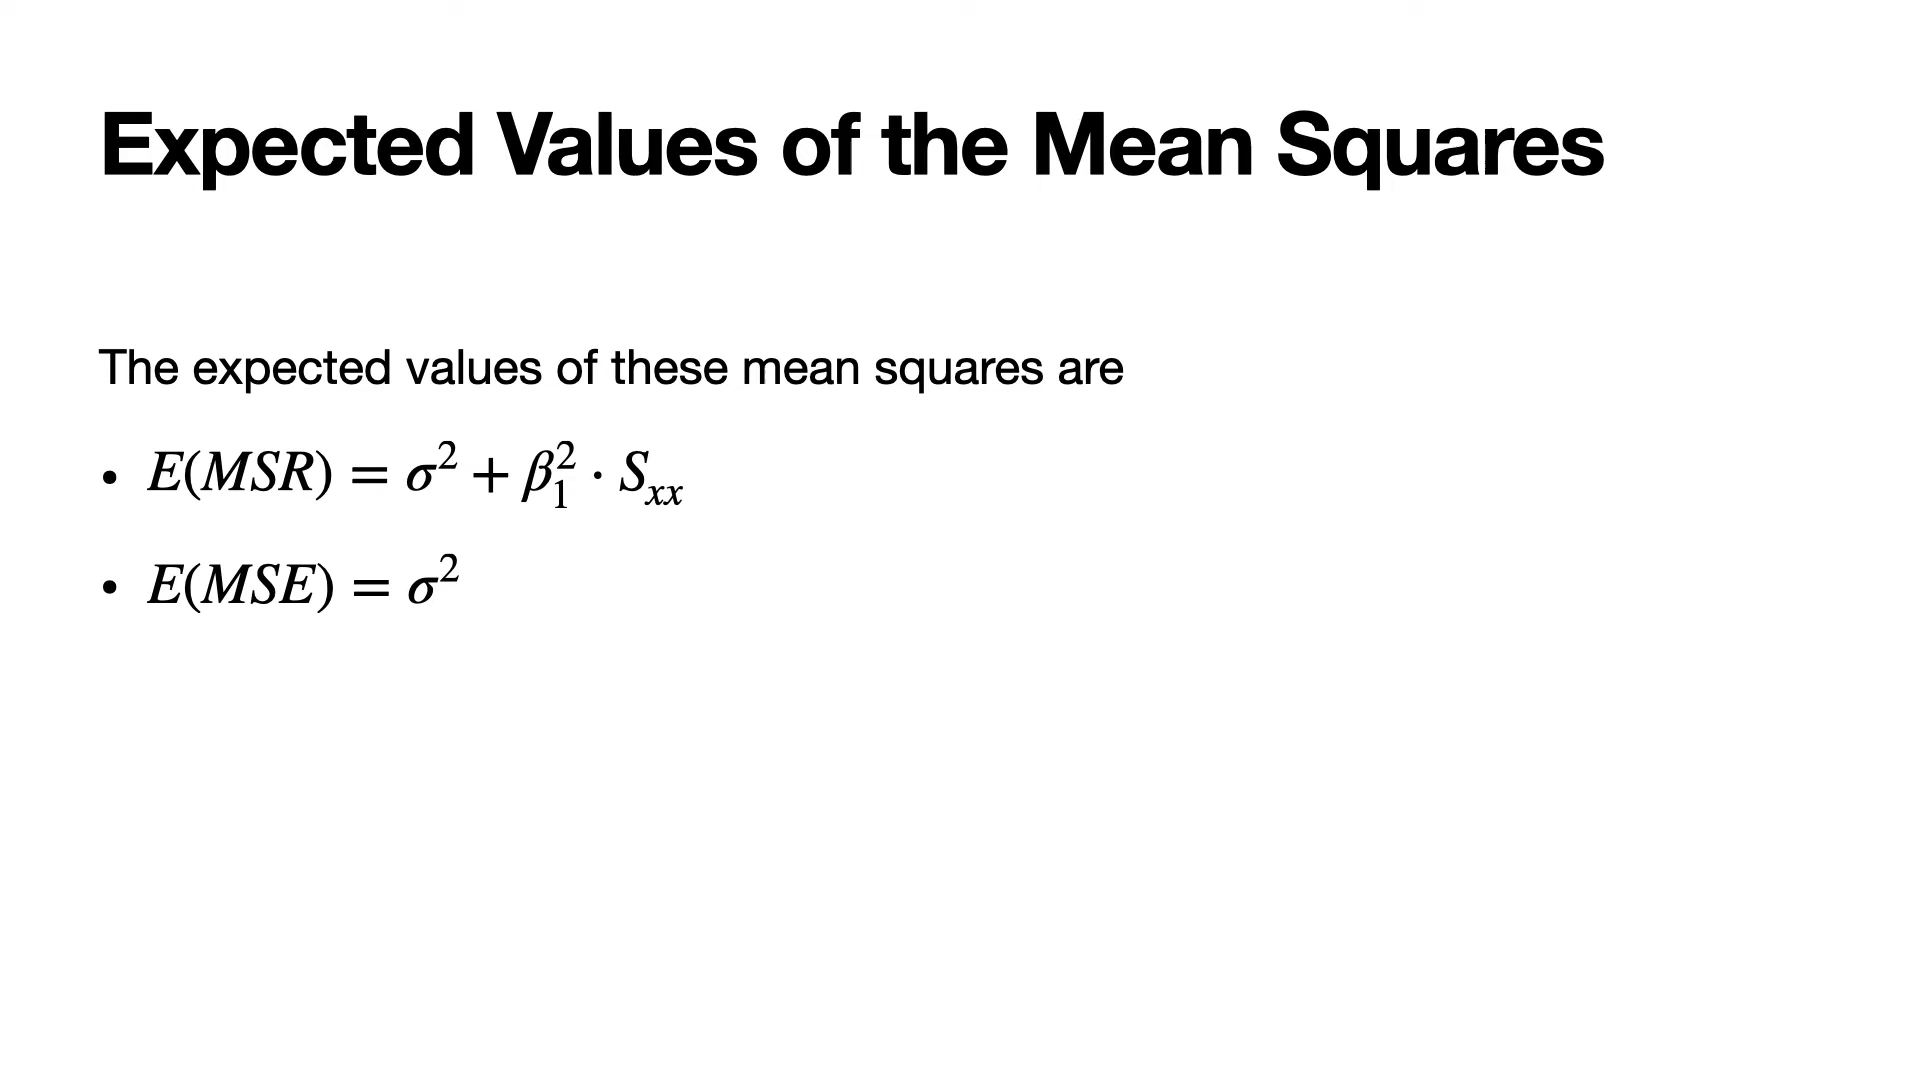 Expected Values of the Mean Squares
The expected values of these mean squares are
• E(MSR) = σ² + β₁² · Sₓₓ
• E(MSE) = σ²